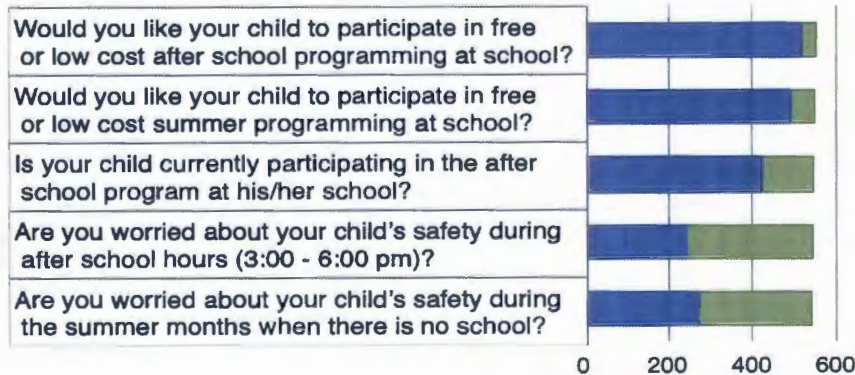 Would you like your child to participate in free
or low cost after school programming at school?
Would you like your child to participate in free
or low cost summer programming at school?
Is your child currently participating in the after
school program at his/her school?
Are you worried about your child's safety during
after school hours (3:00 - 6:00 pm)?
Are you worried about your child's safety during
the summer months when there is no school?
0 200 400 600